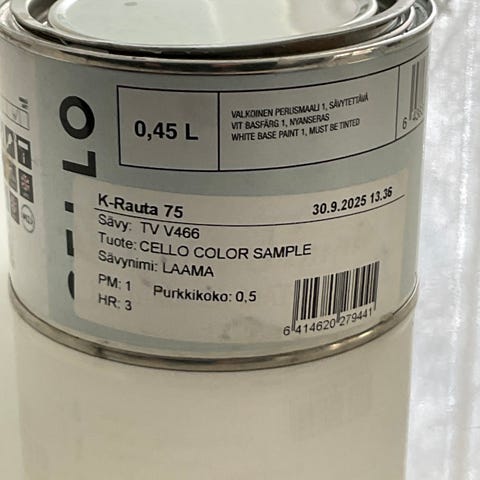 0,45 L
VALKOINEN PERUSMAALI 1, SÄVYTETTÄVÄ
VIT BASFÄRG 1, NYANSERAS
WHITE BASE PAINT 1, MUST BE TINTED
K-Rauta 75 30.9.2025 13.36
Sävy: TV V466
Tuote: CELLO COLOR SAMPLE
Sävynimi: LAAMA
PM: 1 Purkkikoko: 0,5
HR: 3
6 414620 279441